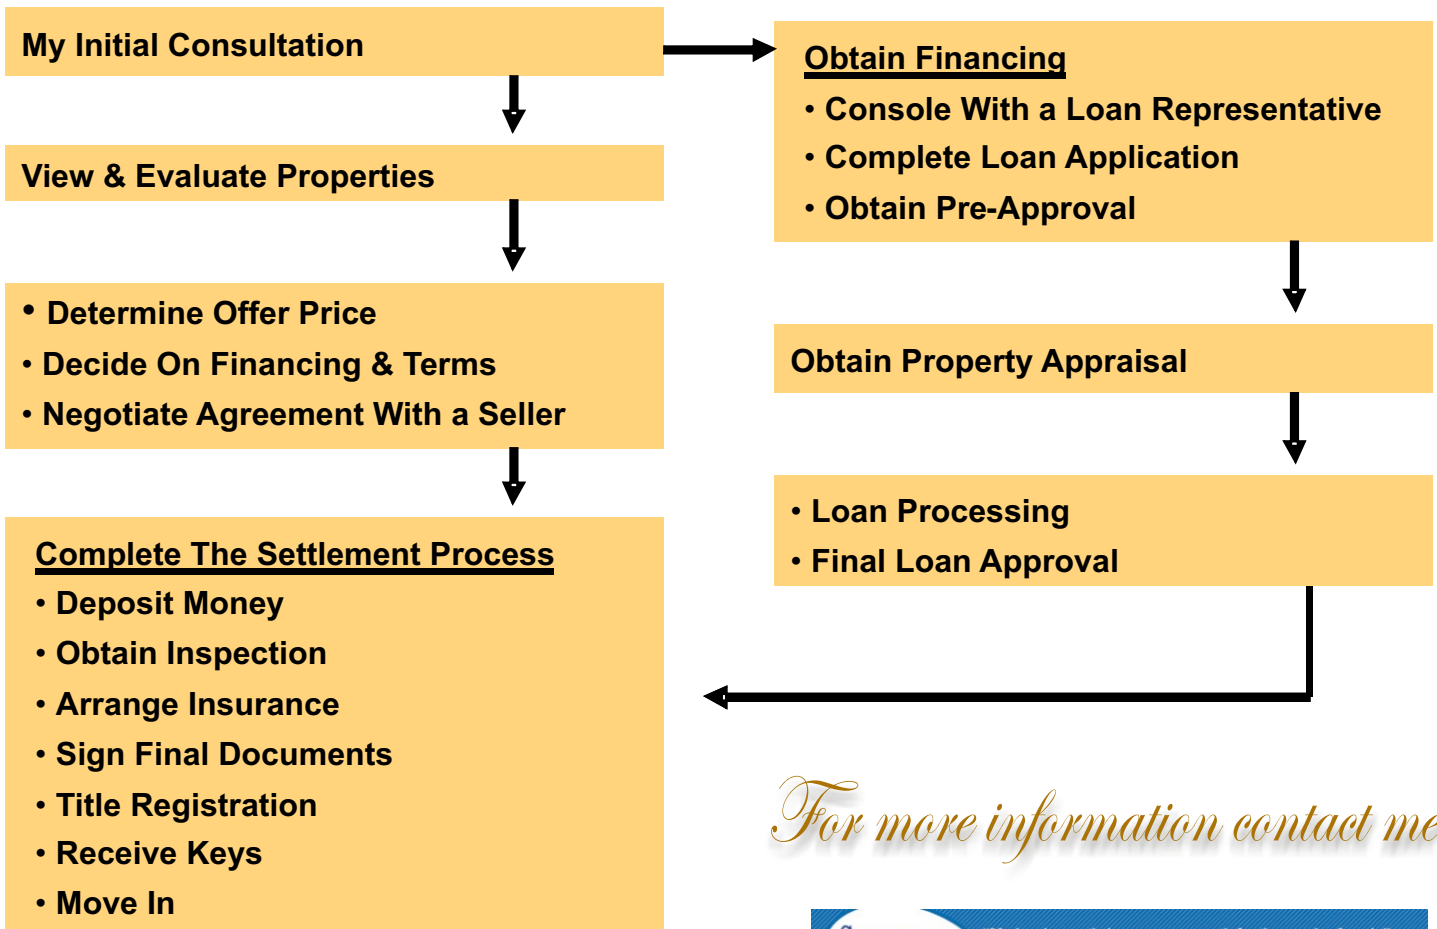 My Initial Consultation
View & Evaluate Properties
• Determine Offer Price
• Decide On Financing & Terms
• Negotiate Agreement With a Seller
Complete The Settlement Process
• Deposit Money
• Obtain Inspection
• Arrange Insurance
• Sign Final Documents
• Title Registration
• Receive Keys
• Move In
Obtain Financing
• Console With a Loan Representative
• Complete Loan Application
• Obtain Pre-Approval
Obtain Property Appraisal
• Loan Processing
• Final Loan Approval
For more information contact me